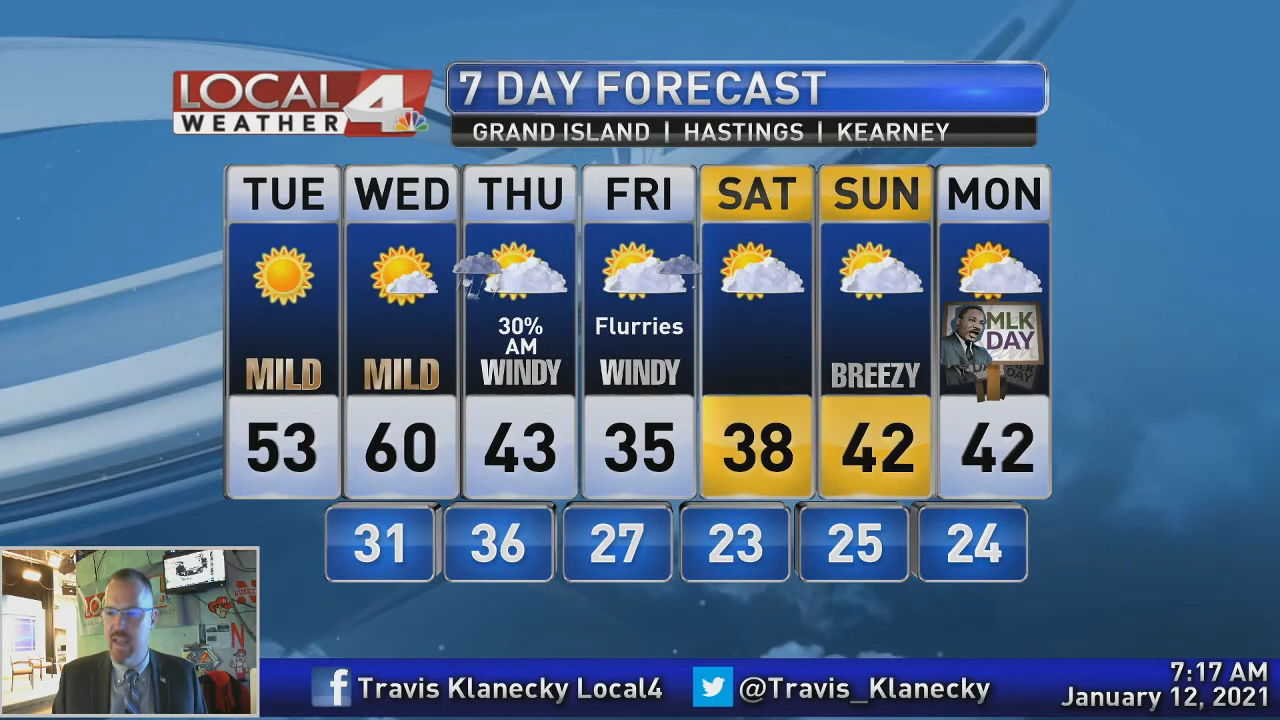 LOCAL 4
WEATHER
7 DAY FORECAST
GRAND ISLAND | HASTINGS | KEARNEY
TUE WED THU FRI SAT SUN MON
30% Flurries MLK
AM DAY
MILD MILD WINDY WINDY BREEZY
53 60 43 35 38 42 42
31 36 27 23 25 24
N
f Travis Klanecky Local4 @Travis_Klanecky
7:17 AM
January 12, 2021